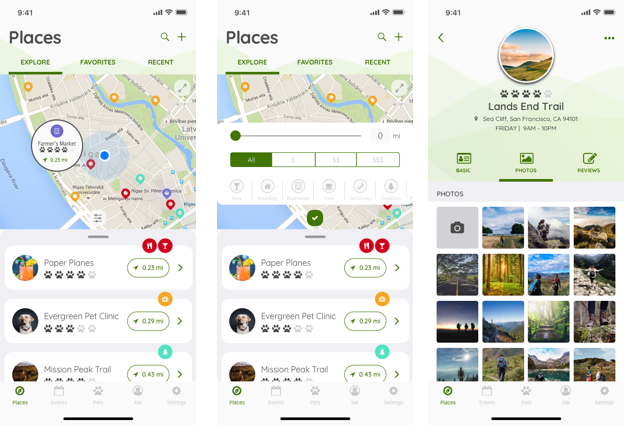 9:41
Places
EXPLORE
FAVORITES
RECENT
Farmer's Market
0.23 mi
Rīgas Tehniskā
universitāte
Paper Planes
0.23 mi
Evergreen Pet Clinic
0.29 mi
Mission Peak Trail
0.43 mi
Places
Events
Pets
Me
Settings
9:41
Places
EXPLORE
FAVORITES
RECENT
0 mi
All
$
$$
$$$
Bars
Boarding
Businesses
Cafe
Grooming
Paper Planes
0.23 mi
Evergreen Pet Clinic
0.29 mi
Mission Peak Trail
0.43 mi
Places
Events
Pets
Me
Settings
9:41
Lands End Trail
Sea Cliff, San Francisco, CA 94101
FRIDAY | 9AM - 10PM
BASIC
PHOTOS
REVIEWS
PHOTOS
Places
Events
Pets
Me
Settings